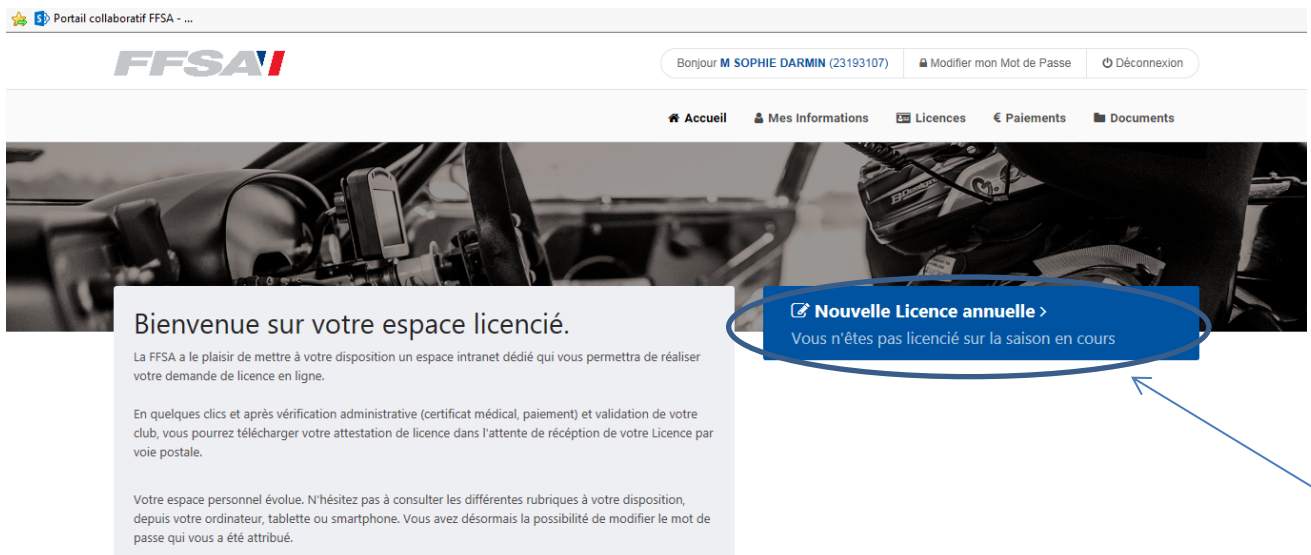 Portail collaboratif FFSA - ...
FFSA
Bonjour M SOPHIE DARMIN (23193107)
Modifier mon Mot de Passe
Déconnexion
Accueil
Mes Informations
Licences
€ Paiements
Documents
Bienvenue sur votre espace licencié.
La FFSA a le plaisir de mettre à votre disposition un espace intranet dédié qui vous permettra de réaliser
votre demande de licence en ligne.
En quelques clics et après vérification administrative (certificat médical, paiement) et validation de votre
club, vous pourrez télécharger votre attestation de licence dans l'attente de récéption de votre Licence par
voie postale.
Votre espace personnel évolue. N'hésitez pas à consulter les différentes rubriques à votre disposition,
depuis votre ordinateur, tablette ou smartphone. Vous avez désormais la possibilité de modifier le mot de
passe qui vous a été attribué.
Nouvelle Licence annuelle >
Vous n'êtes pas licencié sur la saison en cours